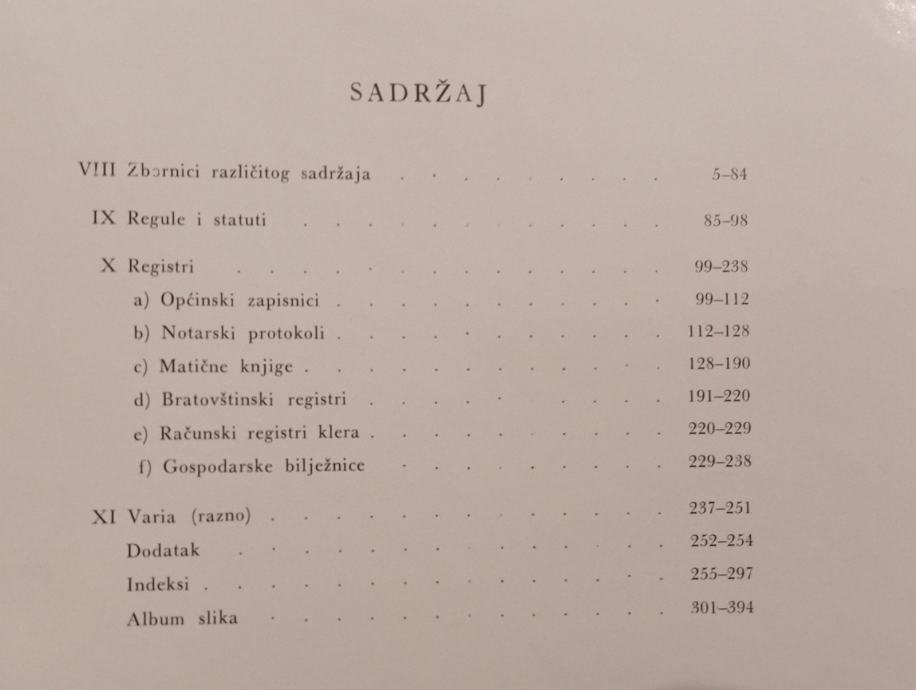 SADRŽAJ
VIII Zbornici različitog sadržaja . . . . . . . . . 5–84
IX Regule i statuti . . . . . . . . . . . . 85–98
X Registri . . . . . . . . . . . . . . 99–238
a) Općinski zapisnici . . . . . . . . . . . 99–112
b) Notarski protokoli . . . . . . . . . . . 112–128
c) Matične knjige . . . . . . . . . . . . 128–190
d) Bratovštinski registri . . . . . . . . . . 191–220
e) Računski registri klera . . . . . . . . . . 220–229
f) Gospodarske bilježnice . . . . . . . . . 229–238
XI Varia (razno) . . . . . . . . . . . . . 237–251
Dodatak . . . . . . . . . . . . . . 252–254
Indeksi . . . . . . . . . . . . . . . 255–297
Album slika . . . . . . . . . . . . . 301–394